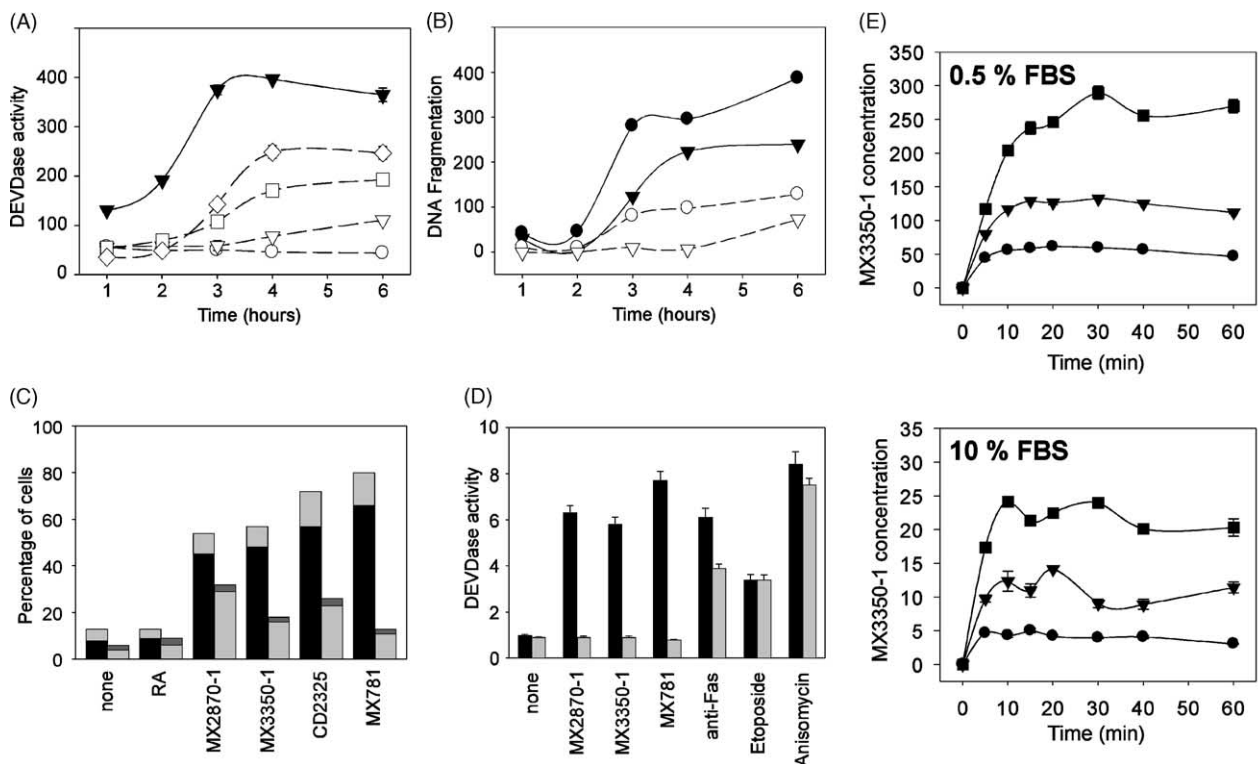 (A)
DEVDase activity
400
300
200
100
0
1 2 3 4 5 6
Time (hours)
(B)
DNA Fragmentation
400
300
200
100
0
1 2 3 4 5 6
Time (hours)
(C)
Percentage of cells
100
80
60
40
20
0
none
RA
MX2870-1
MX3350-1
CD2325
MX781
(D)
DEVDase activity
10
8
6
4
2
0
none
MX2870-1
MX3350-1
MX781
anti-Fas
Etoposide
Anisomycin
(E)
0.5 % FBS
MX3350-1 concentration
350
300
250
200
150
100
50
0
0 10 20 30 40 50 60
Time (min)
10 % FBS
MX3350-1 concentration
35
30
25
20
15
10
5
0
0 10 20 30 40 50 60
Time (min)